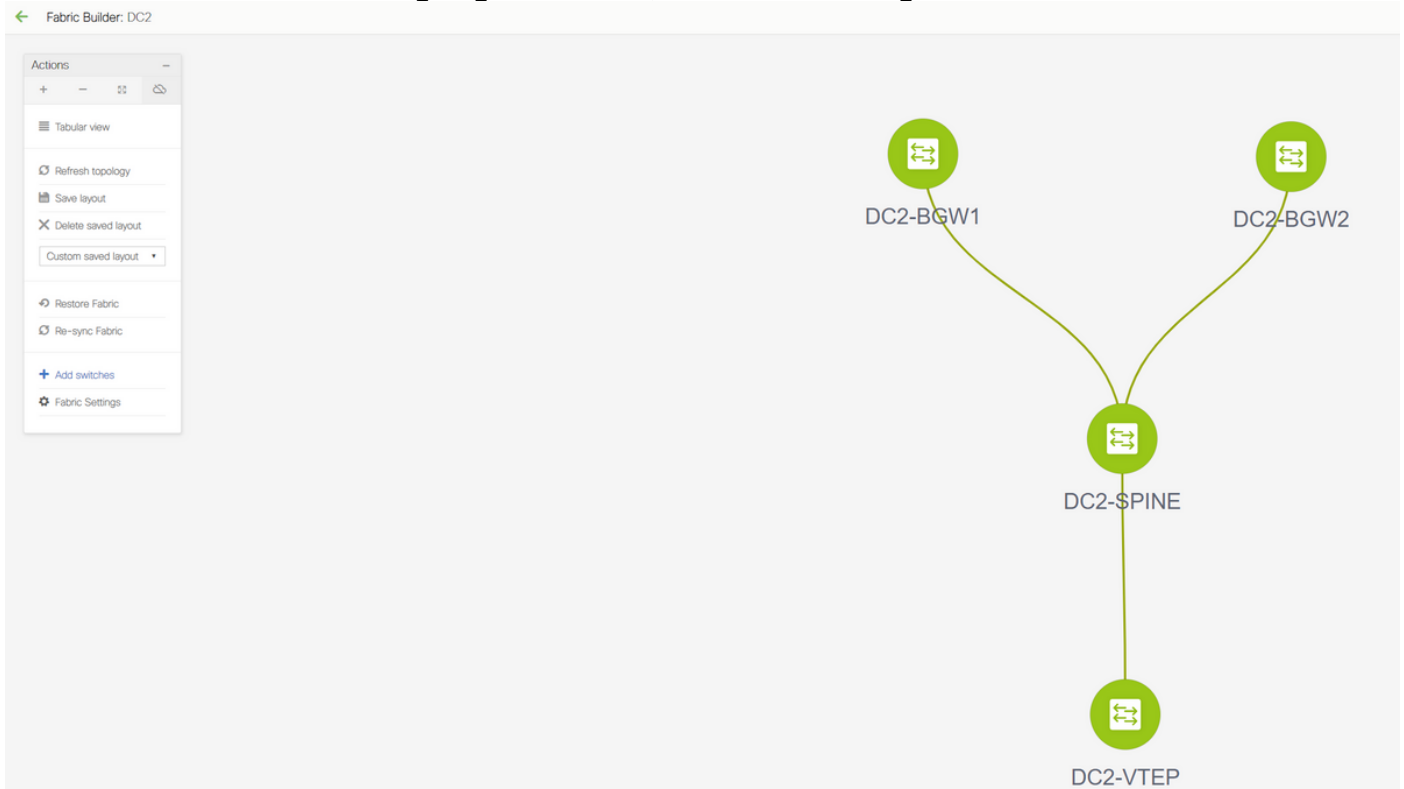 Fabric Builder: DC2
Actions
Tabular view
Refresh topology
Save layout
Delete saved layout
Custom saved layout
Restore Fabric
Re-sync Fabric
Add switches
Fabric Settings
DC2-BGW1
DC2-BGW2
DC2-SPINE
DC2-VTEP